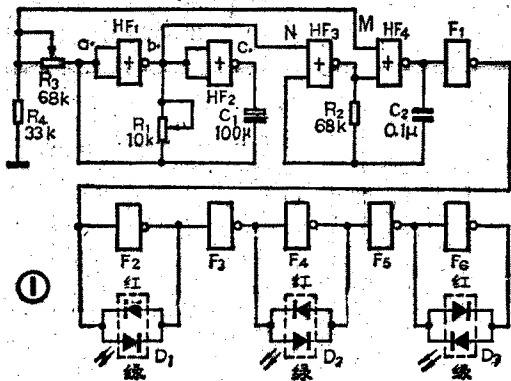 HF₁
HF₃
M
HF₄
F₁
N
a
b
c
+
+
+
+
R₃
68k
HF₂
R₄
33k
R₁
10k
C₁
100μ
R₂
68k
C₂
0.1μ
F₂
F₃
F₄
F₅
F₆
红
红
红
①
D₁
D₂
D₃
绿
绿
绿